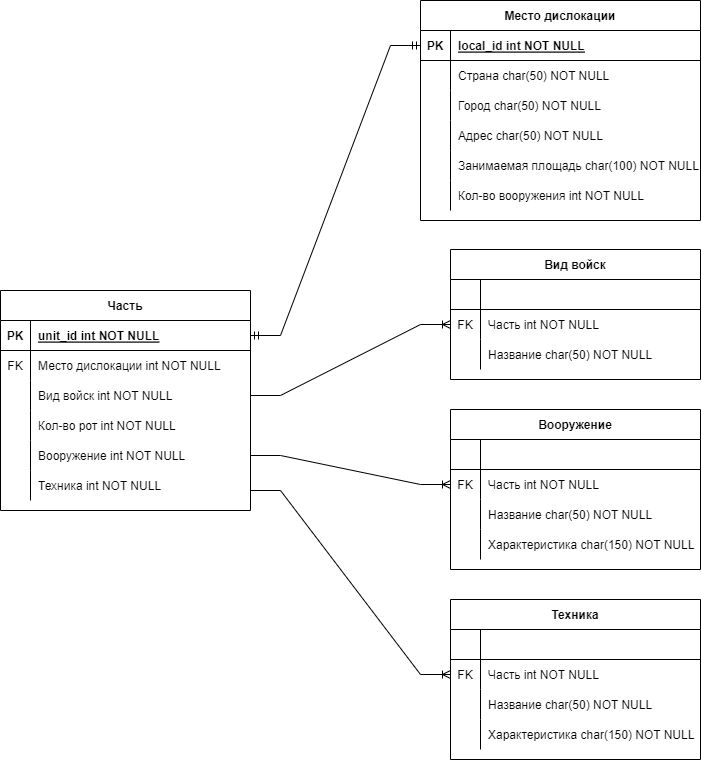 Место дислокации
PK local_id int NOT NULL
Страна char(50) NOT NULL
Город char(50) NOT NULL
Адрес char(50) NOT NULL
Занимаемая площадь char(100) NOT NULL
Кол-во вооружения int NOT NULL
Вид войск
FK Часть int NOT NULL
Название char(50) NOT NULL
Часть
PK unit_id int NOT NULL
FK Место дислокации int NOT NULL
Вид войск int NOT NULL
Кол-во рот int NOT NULL
Вооружение int NOT NULL
Техника int NOT NULL
Вооружение
FK Часть int NOT NULL
Название char(50) NOT NULL
Характеристика char(150) NOT NULL
Техника
FK Часть int NOT NULL
Название char(50) NOT NULL
Характеристика char(150) NOT NULL